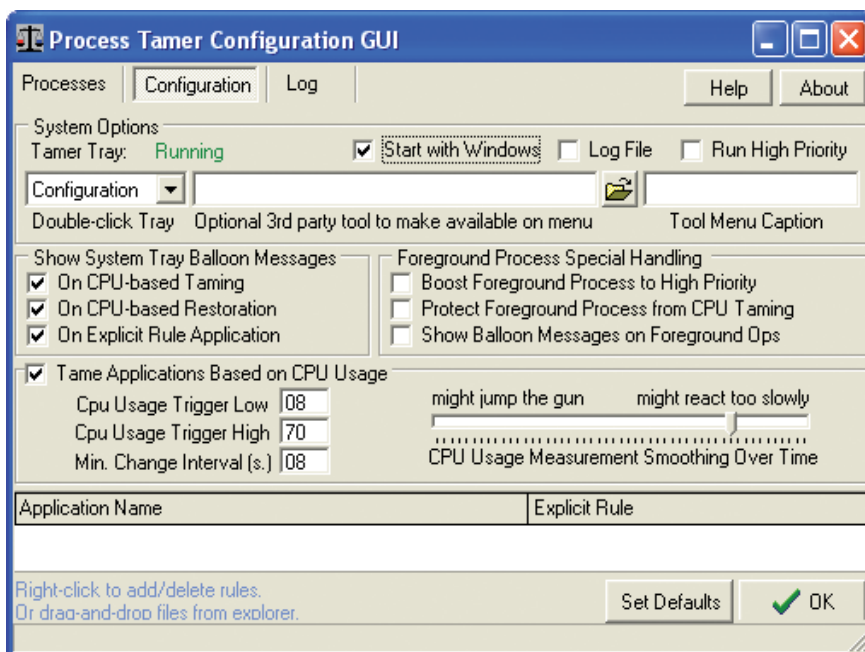 Process Tamer Configuration GUI
Processes Configuration Log Help About
System Options
Tamer Tray: Running Start with Windows Log File Run High Priority
Configuration
Double-click Tray Optional 3rd party tool to make available on menu Tool Menu Caption
Show System Tray Balloon Messages Foreground Process Special Handling
On CPU-based Taming Boost Foreground Process to High Priority
On CPU-based Restoration Protect Foreground Process from CPU Taming
On Explicit Rule Application Show Balloon Messages on Foreground Ops
Tame Applications Based on CPU Usage
Cpu Usage Trigger Low 08 might jump the gun might react too slowly
Cpu Usage Trigger High 70
Min. Change Interval (s.) 08 CPU Usage Measurement Smoothing Over Time
Application Name Explicit Rule
Right-click to add/delete rules.
Or drag-and-drop files from explorer.
Set Defaults OK